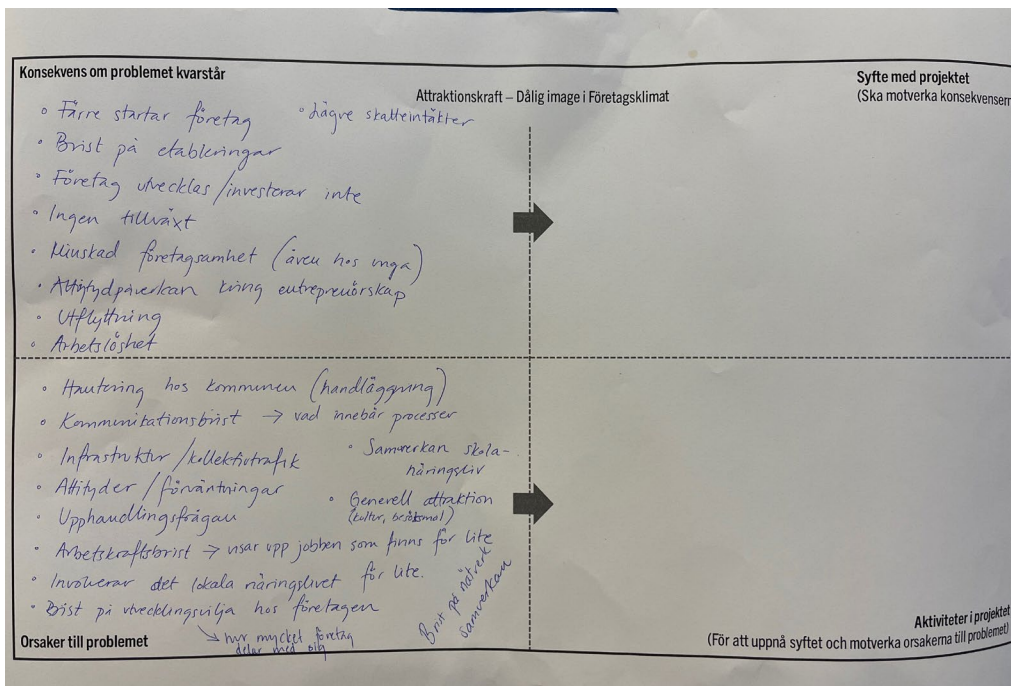 Konsekvens om problemet kvarstår
Attraktionskraft – Dålig image i Företagsklimat
Syfte med projektet
(Ska motverka konsekvensern
• Färre startar företag
• Lägre skatteintäkter
• Brist på etableringar
• Företag utvecklas/investerar inte
• Ingen tillväxt
• Minskad företagsamhet (även hos unga)
• Attitydpåverkan kring entreprenörskap
• Utflyttning
• Arbetslöshet
• Hantering hos kommunen (handläggning)
• Kommunikationsbrist → vad innebär processer
• Infrastruktur/kollektivtrafik
• Attityder/förväntningar
• Upphandlingsfrågan
• Samverkan skola-
näringsliv
• Generell attraktion
(kultur, besöksmål)
• Arbetskraftsbrist → visar upp jobben som finns för lite
• Involverar det lokala näringslivet för lite.
• Brist på utvecklingsvilja hos företagen
↳ hur mycket företag
delar med sig
Brist på nätverk
samverkan
Orsaker till problemet
Aktiviteter i projektet
(För att uppnå syftet och motverka orsakerna till problemet)